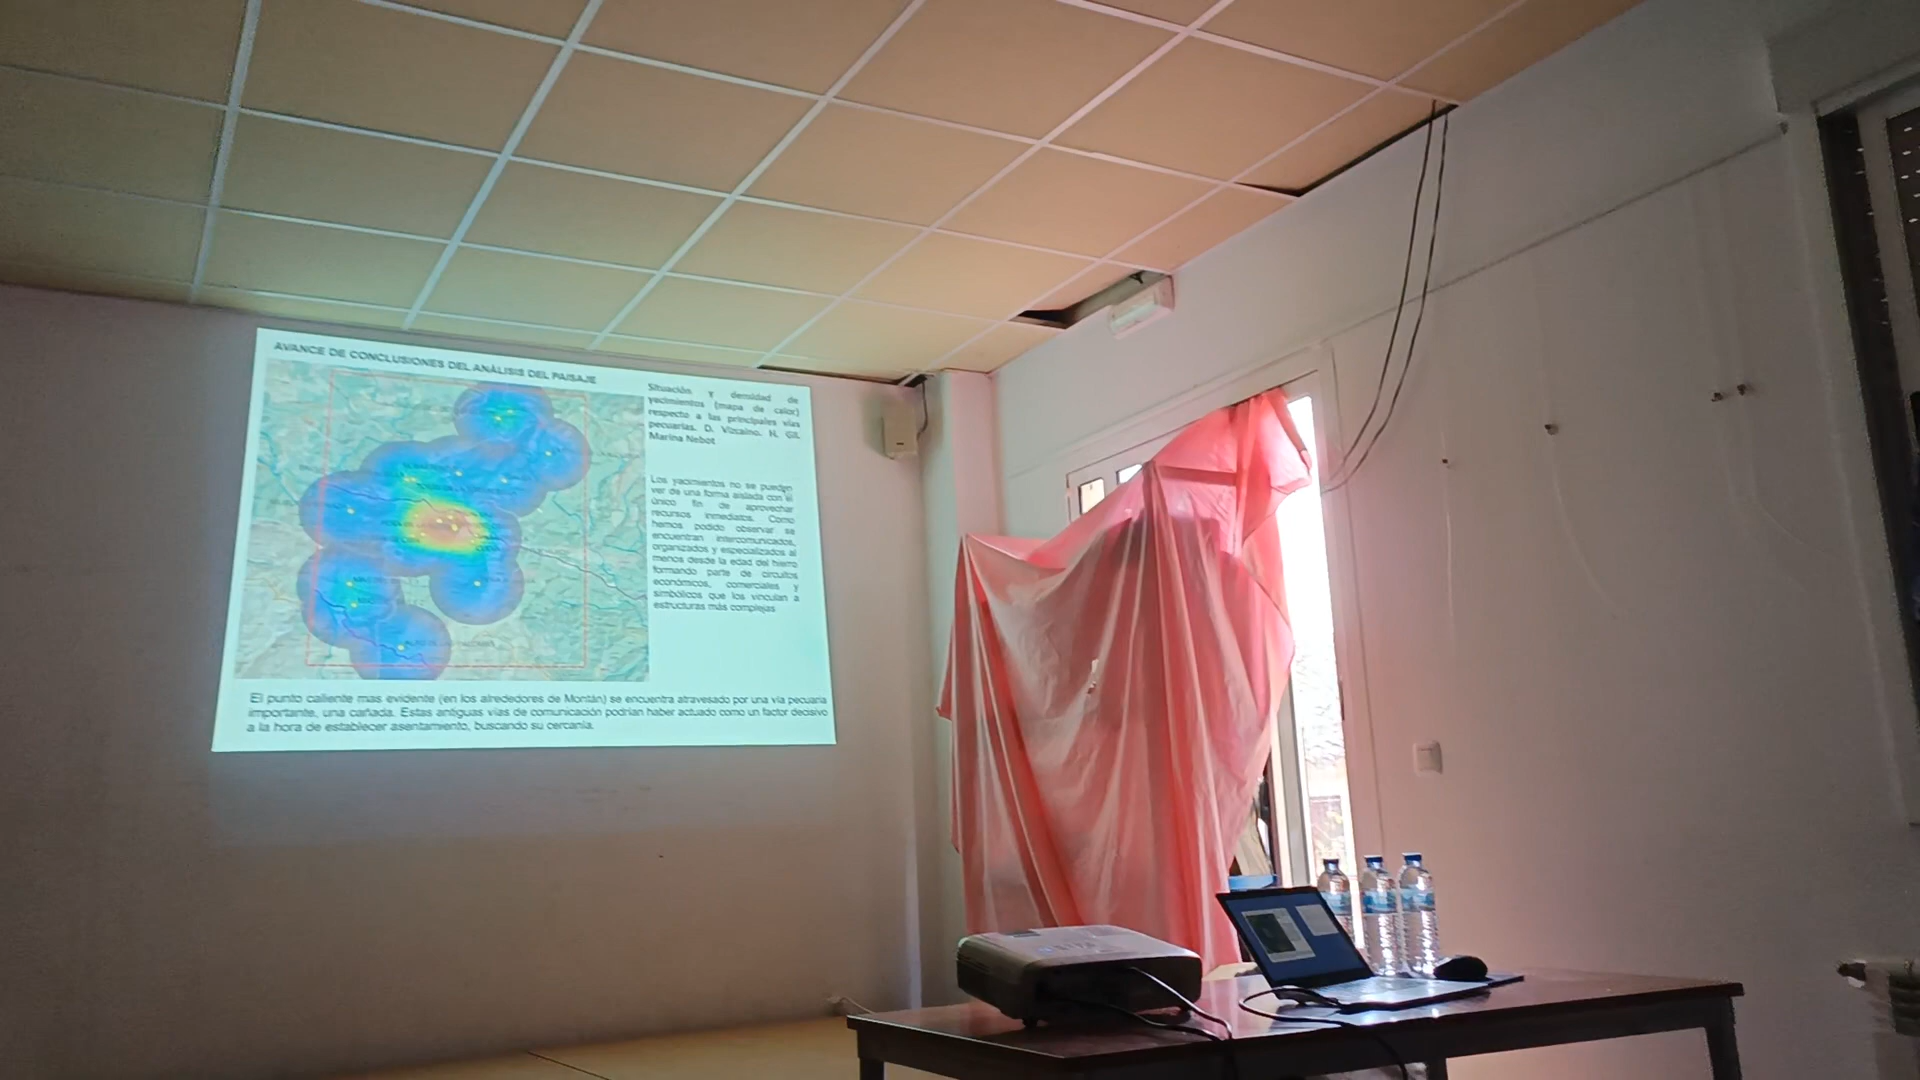 AVANCE DE CONCLUSIONES DEL ANÁLISIS DEL PAISAJE
Situación Y densidad de
yacimientos (mapa de calor)
respecto a las principales vías
pecuarias. D. Vizcaíno. H. Gil.
Marina Nebot
Los yacimientos no se pueden
ver de una forma aislada con el
único fin de aprovechar
recursos inmediatos. Como
hemos podido observar se
encuentran intercomunicados,
organizados y especializados al
menos desde la edad del hierro
formando parte de circuitos
económicos, comerciales y
simbólicos que los vinculan a
estructuras más complejas
El punto caliente mas evidente (en los alrededores de Montán) se encuentra atravesado por una vía pecuaria
importante, una cañada. Estas antiguas vías de comunicación podrían haber actuado como un factor decisivo
a la hora de establecer asentamiento, buscando su cercanía.